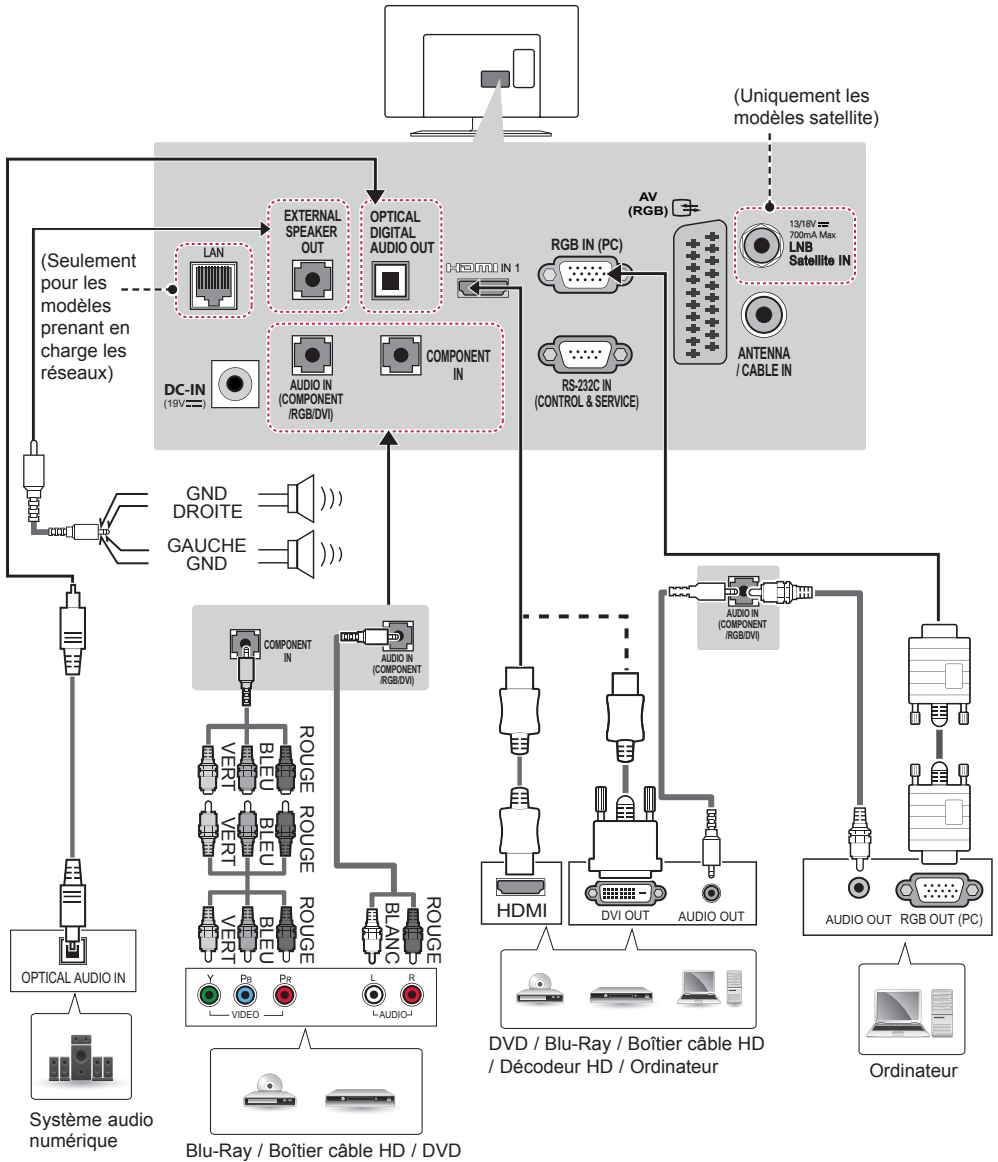 (Uniquement les
modèles satellite)
AV
(RGB)
13/18V
700mA Max
LNB
Satellite IN
EXTERNAL
SPEAKER
OUT
OPTICAL
DIGITAL
AUDIO OUT
RGB IN (PC)
HDMI IN 1
LAN
(Seulement
pour les
modèles
prenant en
charge les
réseaux)
DC-IN
(19V)
AUDIO IN
(COMPONENT
/RGB/DVI)
COMPONENT
IN
RS-232C IN
(CONTROL & SERVICE)
ANTENNA
/ CABLE IN
GND
DROITE
GAUCHE
GND
COMPONENT
IN
AUDIO IN
(COMPONENT
/RGB/DVI)
AUDIO IN
(COMPONENT
/RGB/DVI)
VERT
BLEU
ROUGE
VERT
BLEU
ROUGE
VERT
BLEU
ROUGE
BLANC
ROUGE
OPTICAL AUDIO IN
Y
PB
PR
VIDEO
L
R
AUDIO
HDMI
DVI OUT
AUDIO OUT
AUDIO OUT
RGB OUT (PC)
Système audio
numérique
Blu-Ray / Boîtier câble HD / DVD
DVD / Blu-Ray / Boîtier câble HD
/ Décodeur HD / Ordinateur
Ordinateur